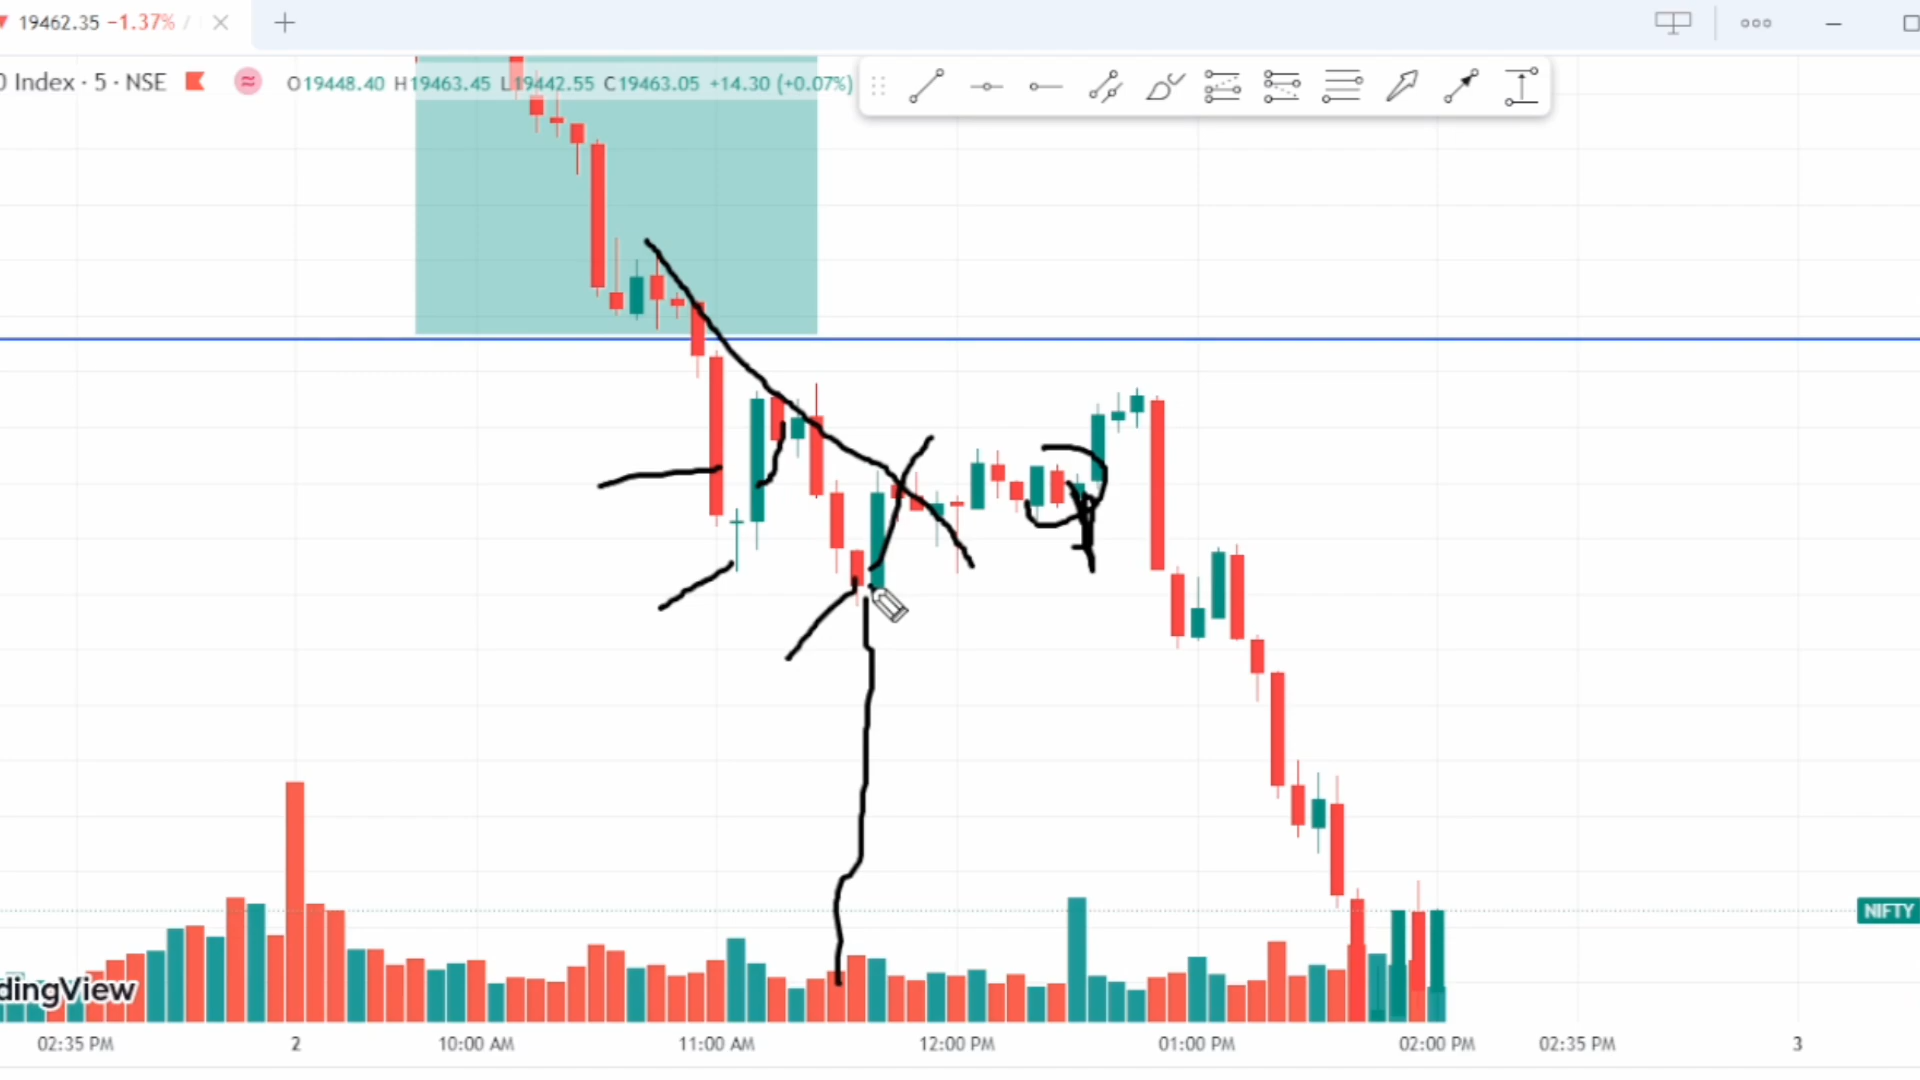 19462.35 −1.37% /
0 Index · 5 · NSE O19448.40 H19463.45 L19442.55 C19463.05 +14.30 (+0.07%)
NIFTY
dingView
02:35 PM 2 10:00 AM 11:00 AM 12:00 PM 01:00 PM 02:00 PM 02:35 PM 3